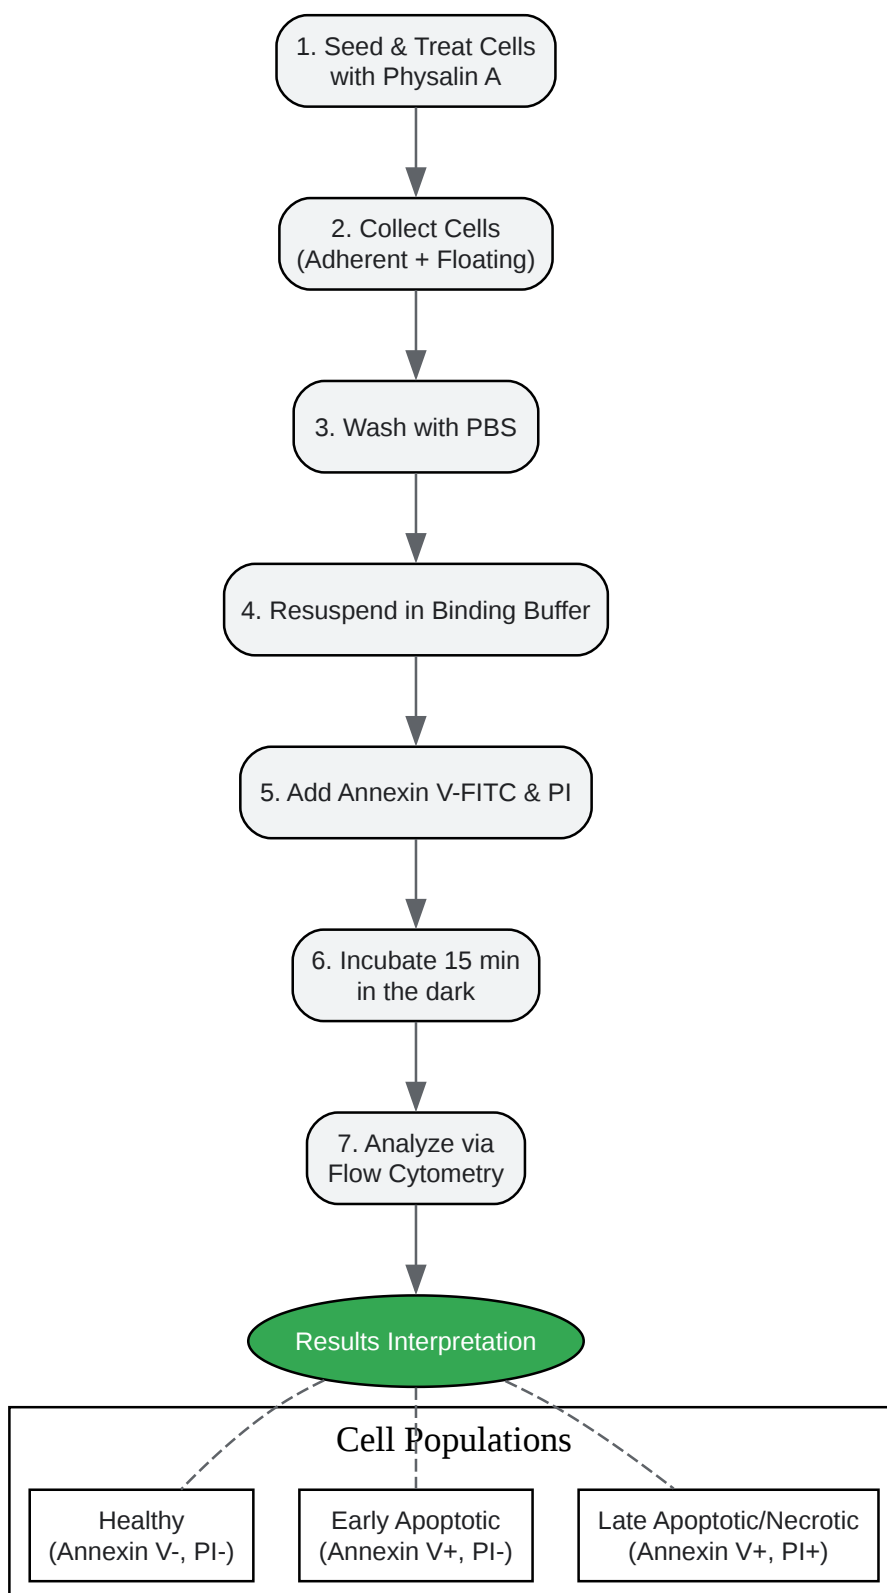 1. Seed & Treat Cells
with Physalin A
2. Collect Cells
(Adherent + Floating)
3. Wash with PBS
4. Resuspend in Binding Buffer
5. Add Annexin V-FITC & PI
6. Incubate 15 min
in the dark
7. Analyze via
Flow Cytometry
Results Interpretation
Cell Populations
Healthy
(Annexin V-, PI-)
Early Apoptotic
(Annexin V+, PI-)
Late Apoptotic/Necrotic
(Annexin V+, PI+)